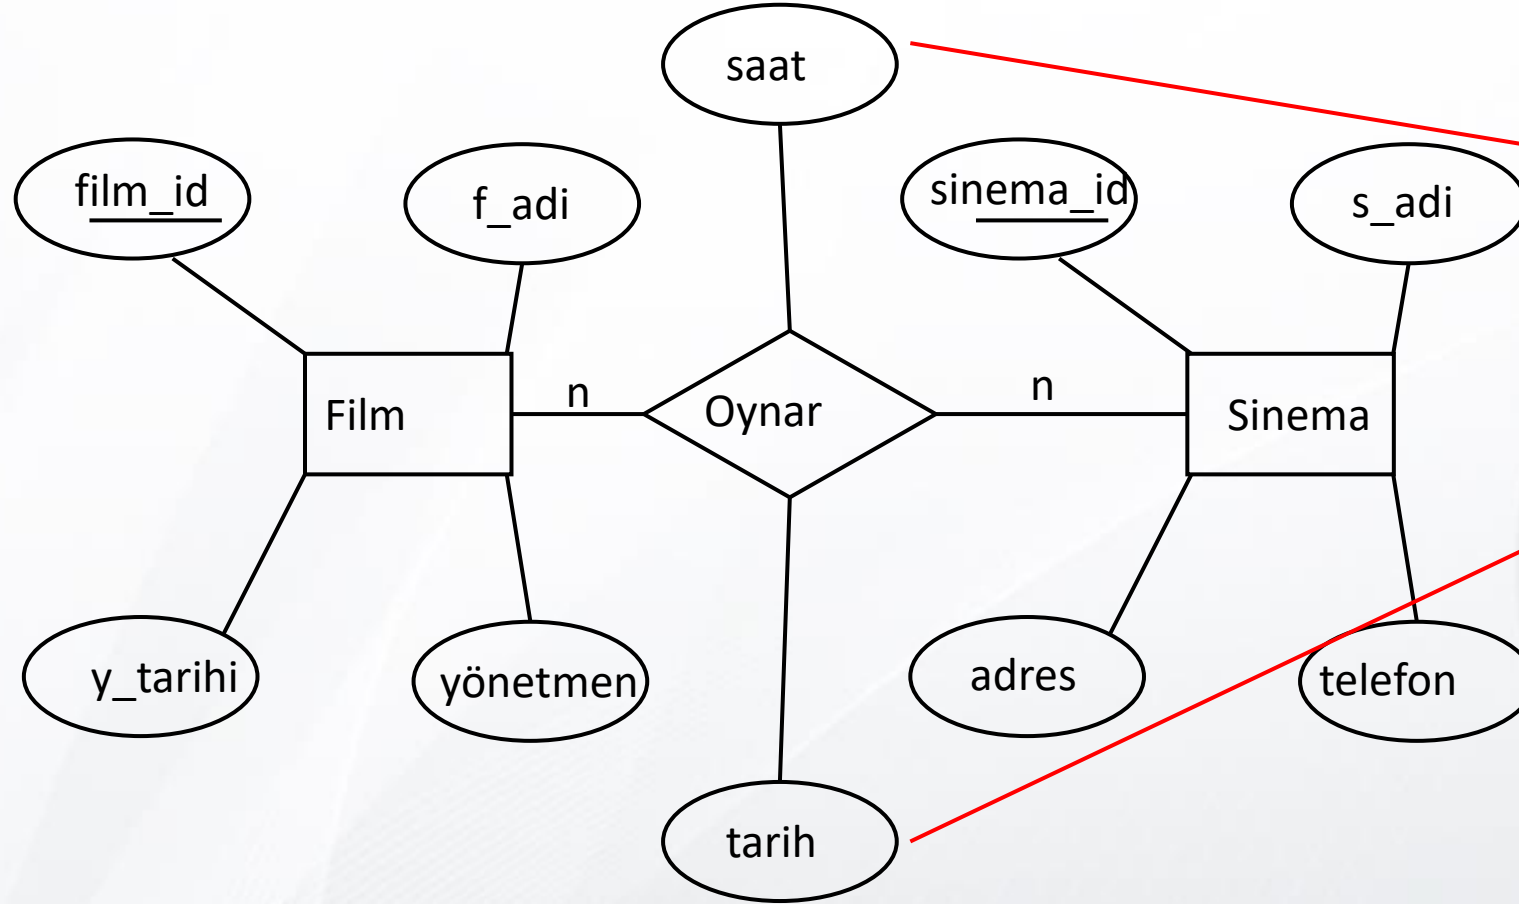 saat
film_id
f_adi
sinema_id
s_adi
n
n
Film
Oynar
Sinema
y_tarihi
yönetmen
adres
telefon
tarih